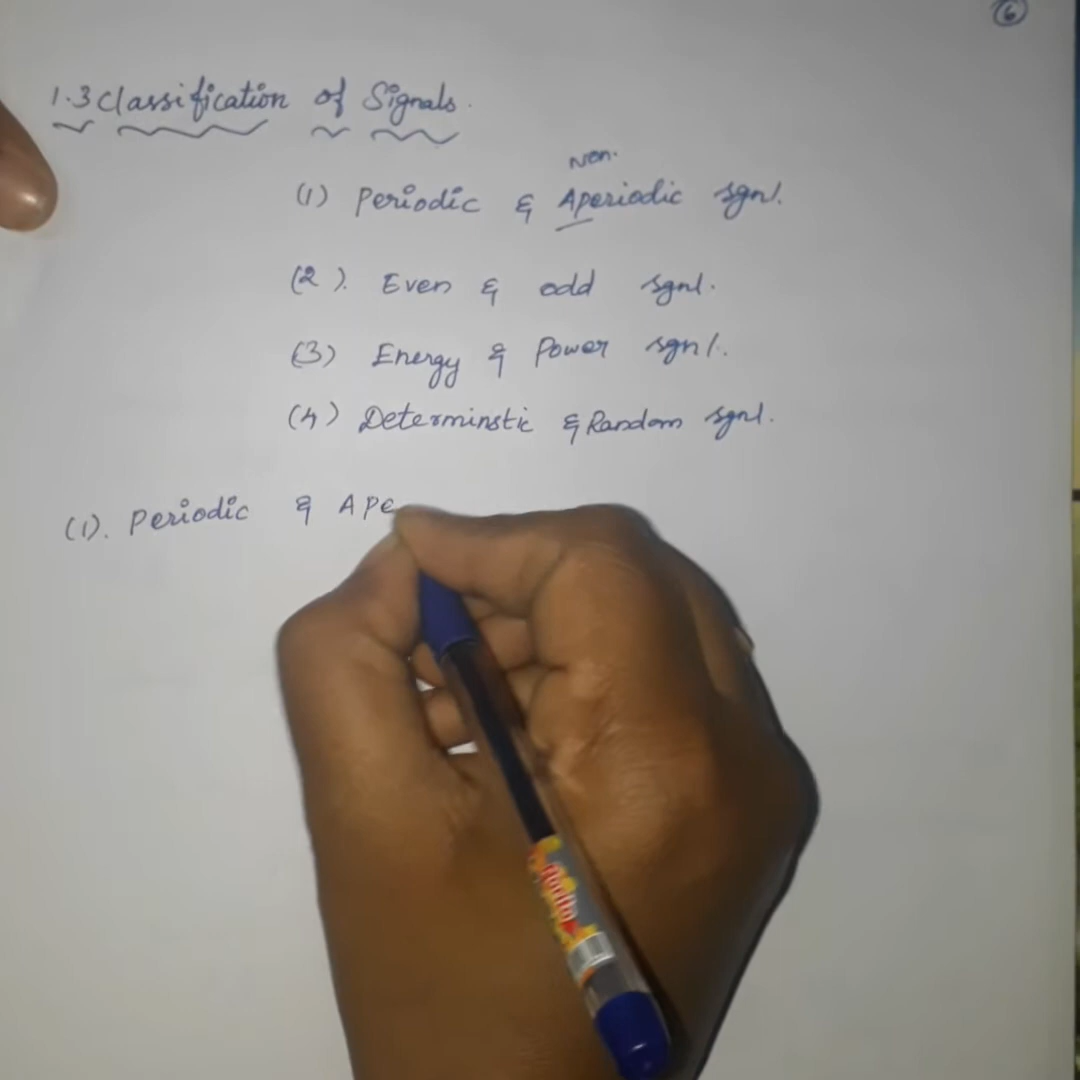 6
1.3 Classification of Signals.
Non.
(1) Periodic & Aperiodic sgnl.
(2). Even & odd sgnl.
(3) Energy & Power sgnl.
(4) Determinstic & Random sgnl.
(1). Periodic & APe